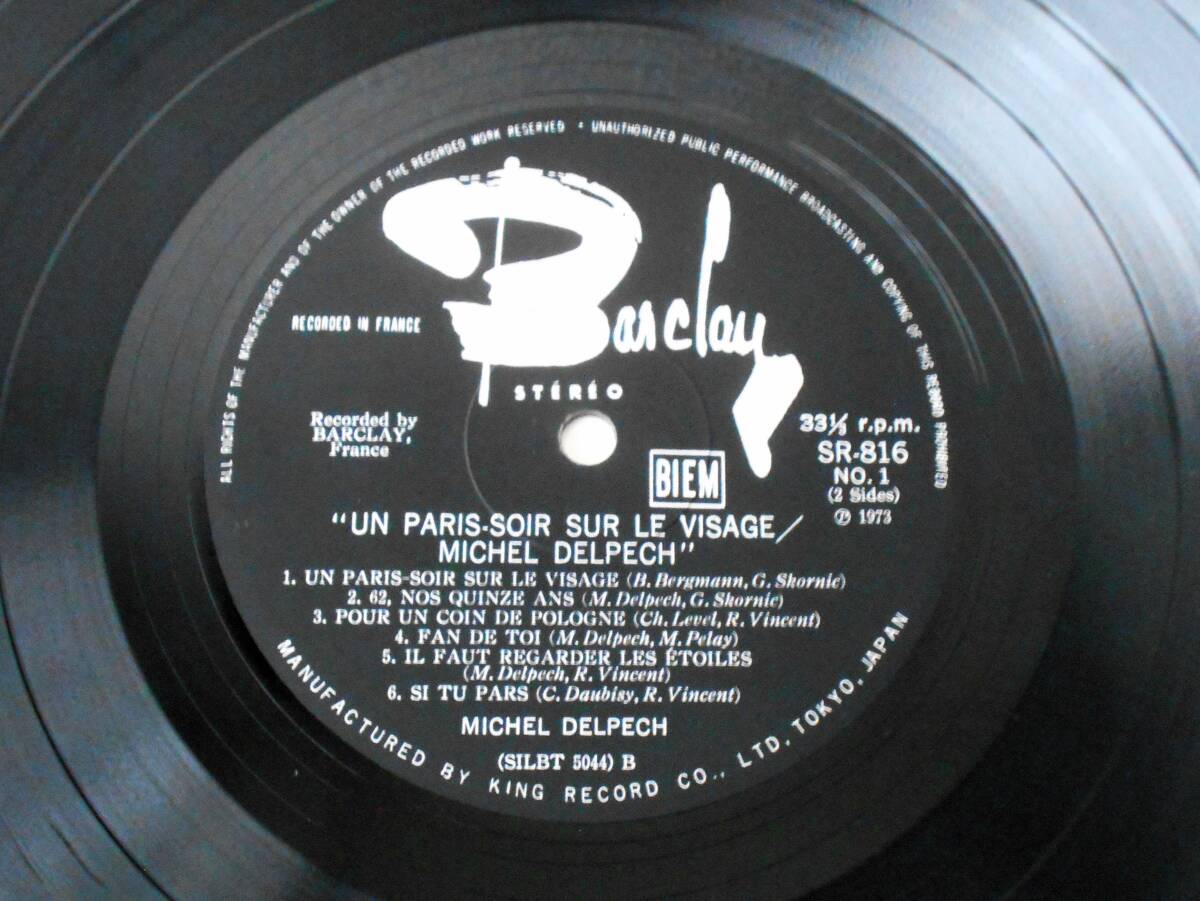 ALL RIGHTS OF THE MANUFACTURER AND OF THE OWNER OF THE RECORDED WORK RESERVED • UNAUTHORIZED PUBLIC PERFORMANCE BROADCASTING AND COPYING OF THIS RECORD PROHIBITED
Barclay
RECORDED IN FRANCE
STÉRÉO
Recorded by
BARCLAY,
France
BIEM
33⅓ r.p.m.
SR-816
NO. 1
(2 Sides)
Ⓟ 1973
"UN PARIS-SOIR SUR LE VISAGE/
MICHEL DELPECH"
1. UN PARIS-SOIR SUR LE VISAGE (B. Bergmann, G. Skornic)
2. 62, NOS QUINZE ANS (M. Delpech, G. Skornic)
3. POUR UN COIN DE POLOGNE (Ch. Level, R. Vincent)
4. FAN DE TOI (M. Delpech, M. Pelay)
5. IL FAUT REGARDER LES ÉTOILES
(M. Delpech, R. Vincent)
6. SI TU PARS (C. Daubisy, R. Vincent)
MICHEL DELPECH
(SILBT 5044) B
MANUFACTURED BY KING RECORD CO., LTD, TOKYO, JAPAN